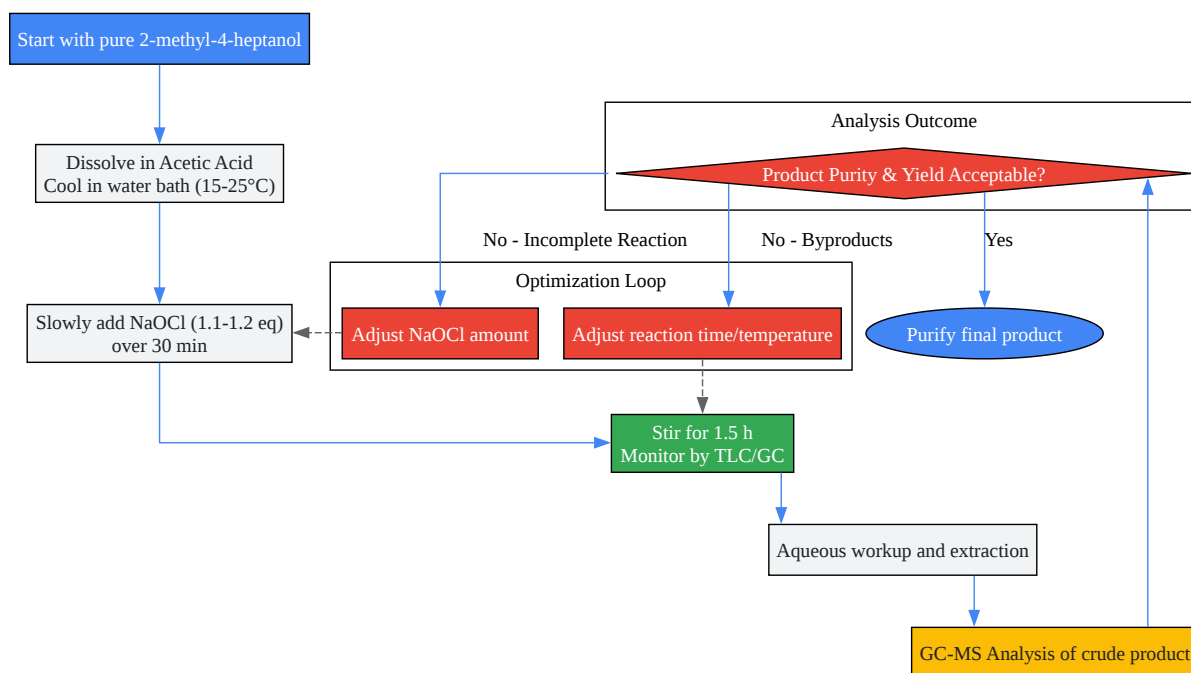 Start with pure 2-methyl-4-heptanol
Dissolve in Acetic Acid
Cool in water bath (15-25°C)
Slowly add NaOCl (1.1-1.2 eq)
over 30 min
Analysis Outcome
Product Purity & Yield Acceptable?
No - Incomplete Reaction
No - Byproducts
Yes
Optimization Loop
Adjust NaOCl amount
Adjust reaction time/temperature
Purify final product
Stir for 1.5 h
Monitor by TLC/GC
Aqueous workup and extraction
GC-MS Analysis of crude product